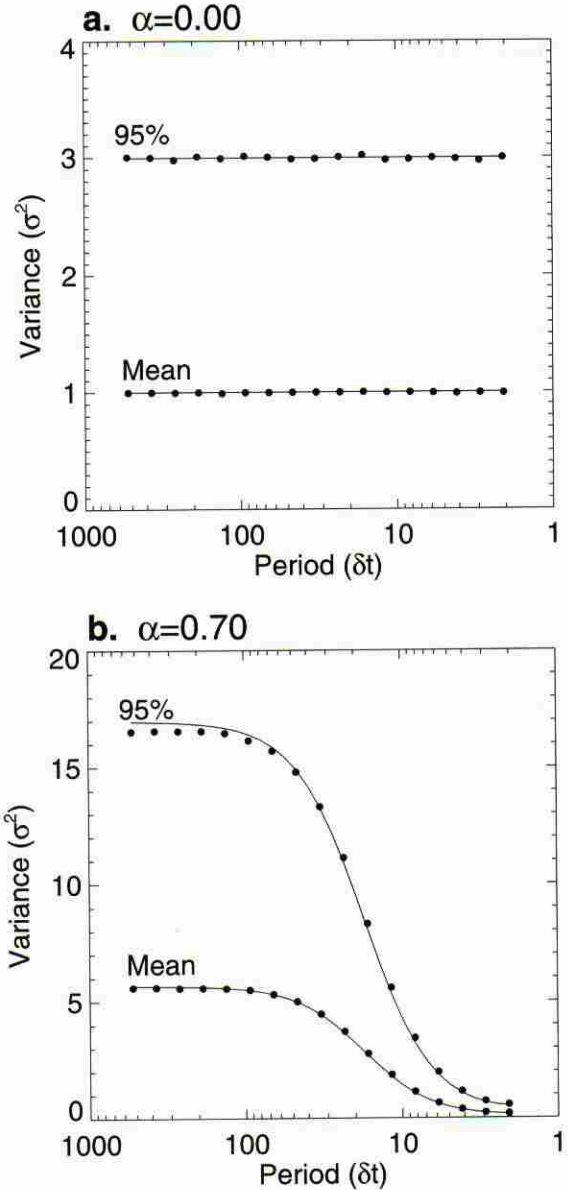 a. α=0.00
4
3
2
1
0
Variance (σ²)
95%
Mean
1000 100 10 1
Period (δt)
b. α=0.70
20
15
10
5
0
Variance (σ²)
95%
Mean
1000 100 10 1
Period (δt)